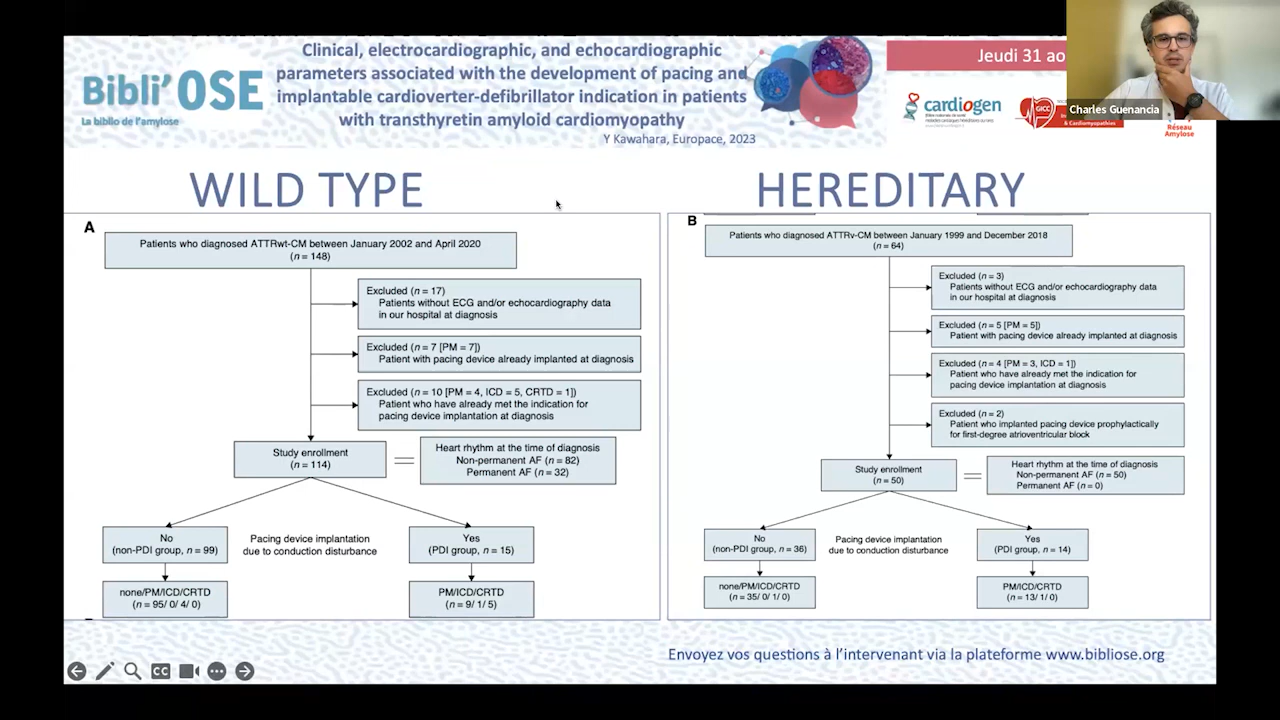 Bibli'OSE
La biblio de l'amylose
Clinical, electrocardiographic, and echocardiographic
parameters associated with the development of pacing and
implantable cardioverter-defibrillator indication in patients
with transthyretin amyloid cardiomyopathy
Y Kawahara, Europace, 2023
Jeudi 31 ao
cardiogen
GICC
& Cardiomyopathies
Réseau
Amylose
Charles Guenancia
WILD TYPE
A
Patients who diagnosed ATTRwt-CM between January 2002 and April 2020
(n = 148)
Excluded (n = 17)
Patients without ECG and/or echocardiography data
in our hospital at diagnosis
Excluded (n = 7 [PM = 7])
Patient with pacing device already implanted at diagnosis
Excluded (n = 10 [PM = 4, ICD = 5, CRTD = 1])
Patient who have already met the indication for
pacing device implantation at diagnosis
Study enrollment
(n = 114)
Heart rhythm at the time of diagnosis
Non-permanent AF (n = 82)
Permanent AF (n = 32)
No
(non-PDI group, n = 99)
Pacing device implantation
due to conduction disturbance
Yes
(PDI group, n = 15)
none/PM/ICD/CRTD
(n = 95/ 0/ 4/ 0)
PM/ICD/CRTD
(n = 9/ 1/ 5)
HEREDITARY
B
Patients who diagnosed ATTRv-CM between January 1999 and December 2018
(n = 64)
Excluded (n = 3)
Patients without ECG and/or echocardiography data
in our hospital at diagnosis
Excluded (n = 5 [PM = 5])
Patient with pacing device already implanted at diagnosis
Excluded (n = 4 [PM = 3, ICD = 1])
Patient who have already met the indication for
pacing device implantation at diagnosis
Excluded (n = 2)
Patient who implanted pacing device prophylactically
for first-degree atrioventricular block
Study enrollment
(n = 50)
Heart rhythm at the time of diagnosis
Non-permanent AF (n = 50)
Permanent AF (n = 0)
No
(non-PDI group, n = 36)
Pacing device implantation
due to conduction disturbance
Yes
(PDI group, n = 14)
none/PM/ICD/CRTD
(n = 35/ 0/ 1/ 0)
PM/ICD/CRTD
(n = 13/ 1/ 0)
Envoyez vos questions à l'intervenant via la plateforme www.bibliose.org
CC